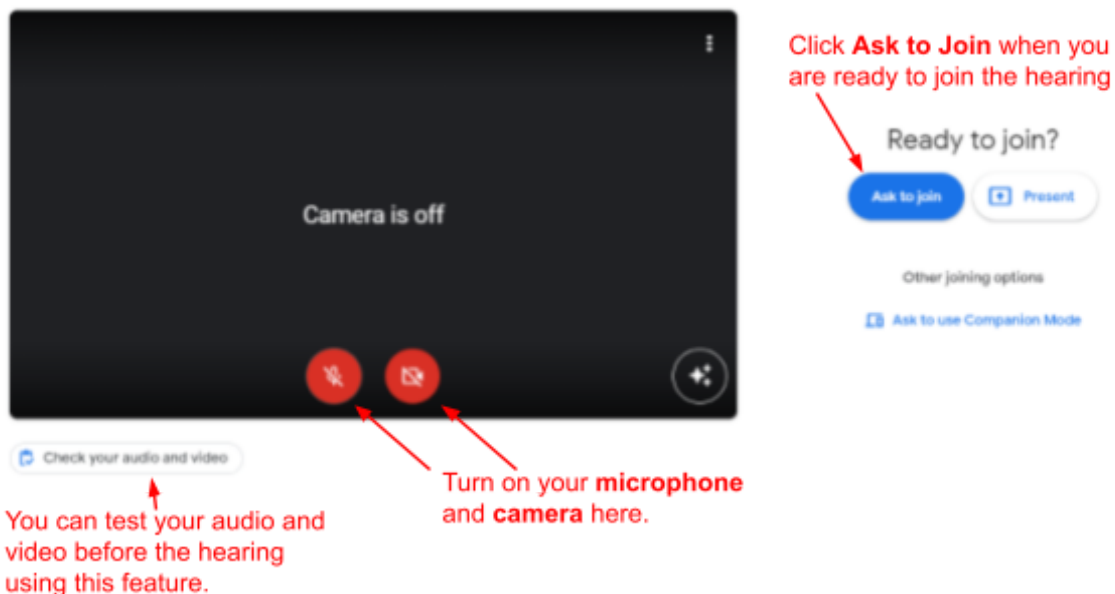 Click Ask to Join when you
are ready to join the hearing
Ready to join?
Ask to join
Present
Other joining options
Ask to use Companion Mode
Camera is off
Check your audio and video
Turn on your microphone
and camera here.
You can test your audio and
video before the hearing
using this feature.